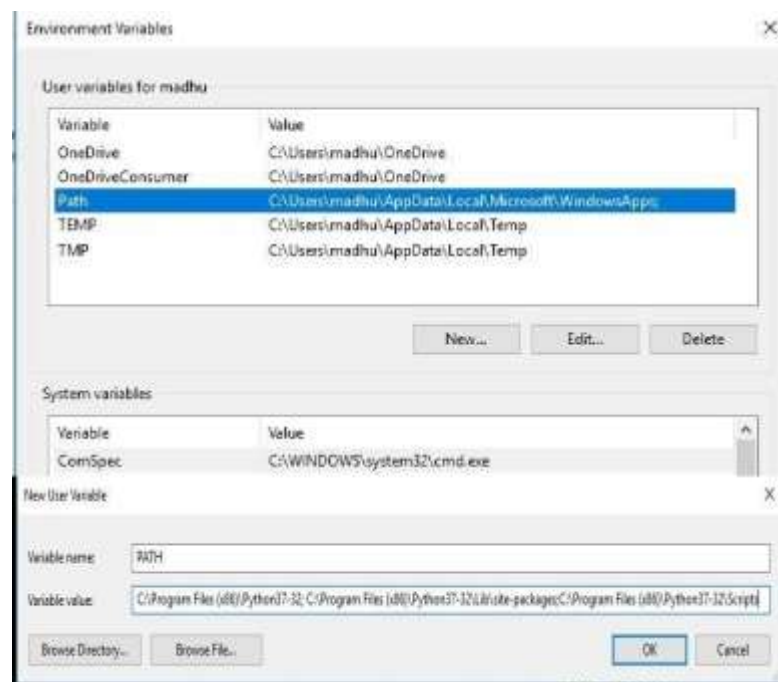 Environment Variables
User variables for madhu
Variable Value
OneDrive C:\Users\madhu\OneDrive
OneDriveConsumer C:\Users\madhu\OneDrive
Path C:\Users\madhu\AppData\Local\Microsoft\WindowsApps;
TEMP C:\Users\madhu\AppData\Local\Temp
TMP C:\Users\madhu\AppData\Local\Temp
New... Edit... Delete
System variables
Variable Value
ComSpec C:\WINDOWS\system32\cmd.exe
New User Variable
Variable name: PATH
Variable value: C:\Program Files (x86)\Python37-32; C:\Program Files (x86)\Python37-32\Lib\site-packages;C:\Program Files (x86)\Python37-32\Scripts
Browse Directory... Browse File... OK Cancel